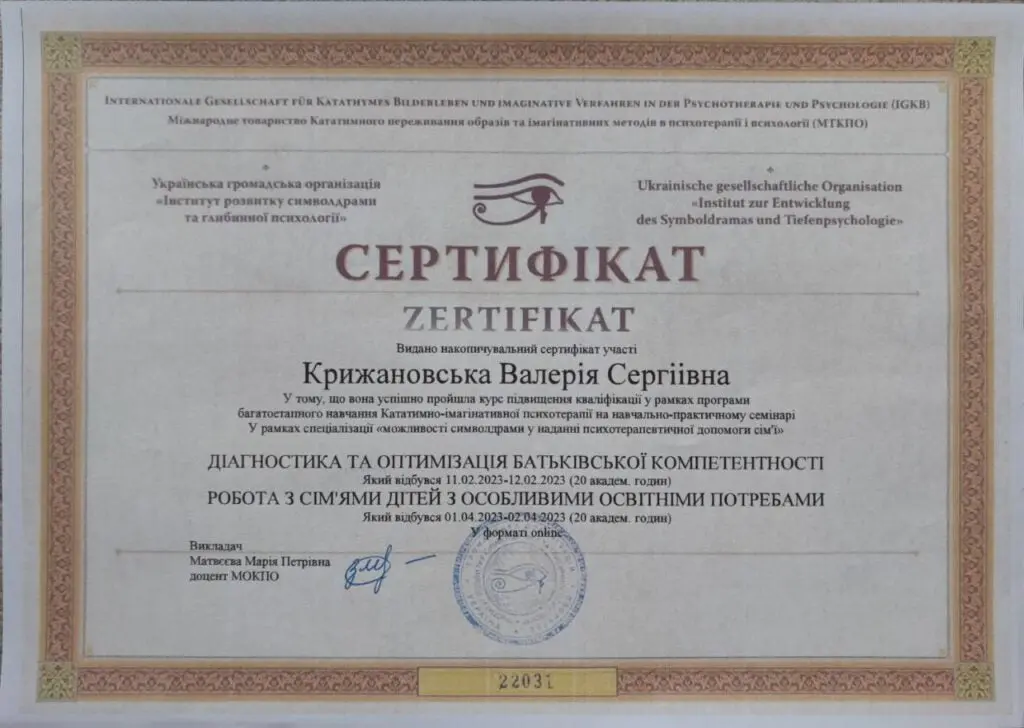 Internationale Gesellschaft für Katathymes Bilderleben und imaginative Verfahren in der Psychotherapie und Psychologie (IGKB)
Міжнародне товариство Кататимного переживання образів та імагінативних методів в психотерапії і психології (МТКПО)
Українська громадська організація
«Інститут розвитку символдрами
та глибинної психології»
Ukrainische gesellschaftliche Organisation
«Institut zur Entwicklung
des Symboldramas und Tiefenpsychologie»
СЕРТИФІКАТ
ZERTIFIKAT
Видано накопичувальний сертифікат участі
Крижановська Валерія Сергіївна
У тому, що вона успішно пройшла курс підвищення кваліфікації у рамках програми
багатоетапного навчання Кататимно-імагінативної психотерапії на навчально-практичному семінарі
У рамках спеціалізації «можливості символдрами у наданні психотерапевтичної допомоги сім'ї»
ДІАГНОСТИКА ТА ОПТИМІЗАЦІЯ БАТЬКІВСЬКОЇ КОМПЕТЕНТНОСТІ
Який відбувся 11.02.2023-12.02.2023 (20 академ. годин)
РОБОТА З СІМ'ЯМИ ДІТЕЙ З ОСОБЛИВИМИ ОСВІТНІМИ ПОТРЕБАМИ
Який відбувся 01.04.2023-02.04.2023 (20 академ. годин)
У форматі online
Викладач
Матвєєва Марія Петрівна
доцент МОКПО
22031